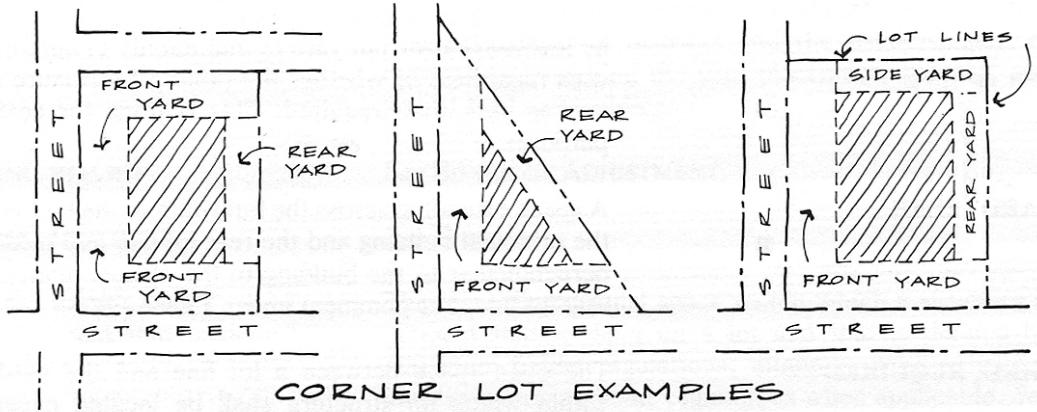 FRONT
YARD
STREET
REAR
YARD
FRONT
YARD
STREET
STREET
REAR
YARD
FRONT YARD
STREET
LOT LINES
SIDE YARD
STREET
REAR YARD
FRONT YARD
STREET
CORNER LOT EXAMPLES